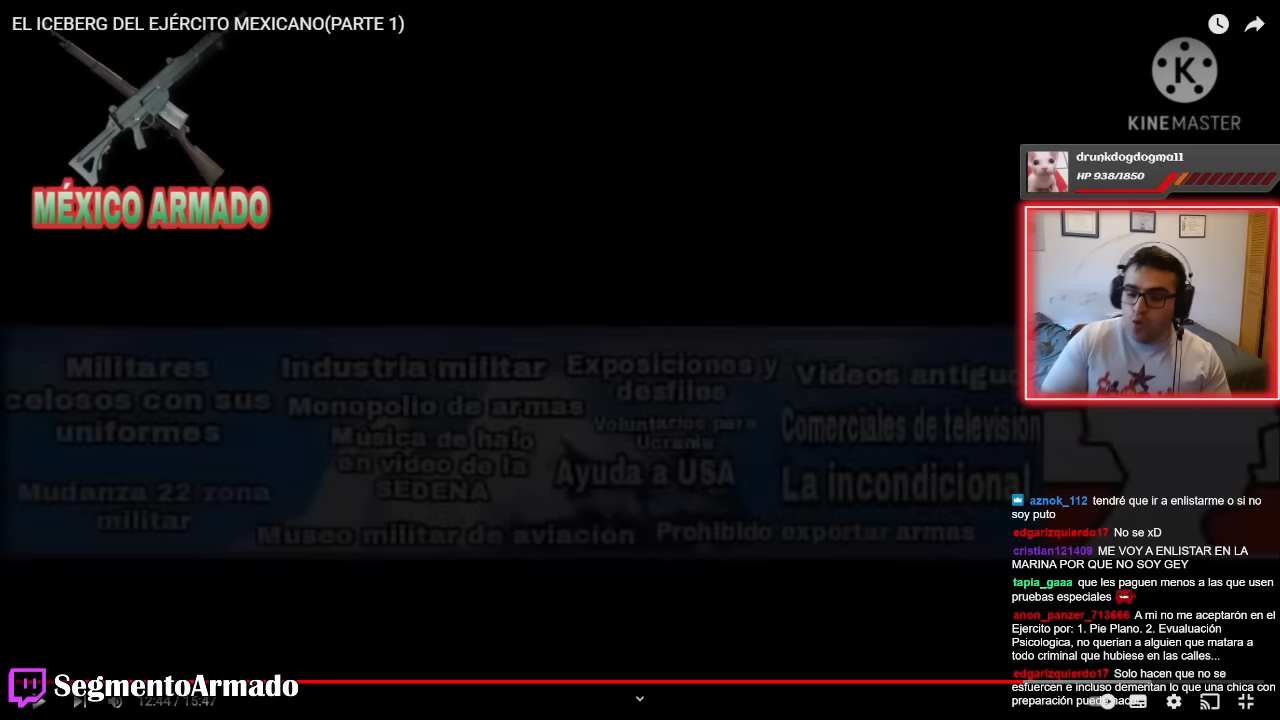 EL ICEBERG DEL EJÉRCITO MEXICANO(PARTE 1)
K
KINEMASTER
MÉXICO ARMADO
drunkdogdogma11
HP 938/1850
Militares
celosos con sus
uniformes
Mudanza 22 zona
militar
Industria militar
Monopolio de armas
Música de halo
en video de la
SEDENA
Museo militar de aviación
Exposiciones y
desfiles
Voluntarios para
Ucrania
Ayuda a USA
Prohibido exportar armas
Videos antiguo
Comerciales de televisión
La incondicional
aznok_112 tendré que ir a enlistarme o si no
soy puto
edgarizquierdo17 No se xD
cristian121409 ME VOY A ENLISTAR EN LA
MARINA POR QUE NO SOY GEY
tapia_gaaa que les paguen menos a las que usen
pruebas especiales
anon_panzer_713666 A mi no me aceptarón en el
Ejercito por: 1. Pie Plano. 2. Evualuación
Psicologica, no querian a alguien que matara a
todo criminal que hubiese en las calles...
edgarizquierdo17 Solo hacen que no se
esfuercen e incluso demeritan lo que una chica con
preparación puede
SegmentoArmado
12:44 / 15:47